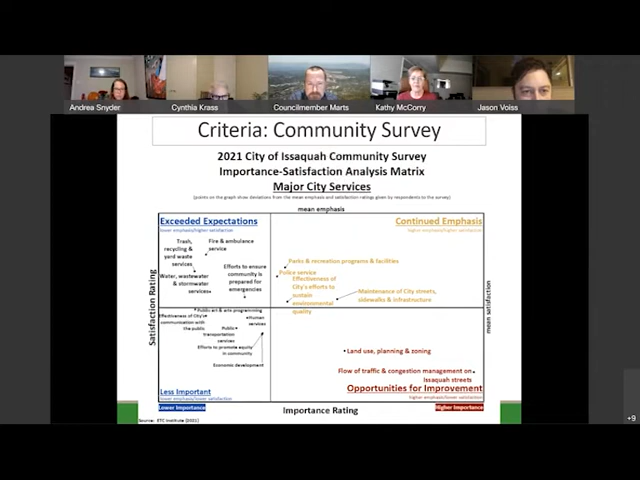 Andrea Snyder
Cynthia Krass
Councilmember Marts
Kathy McCorry
Jason Voiss
Criteria: Community Survey
2021 City of Issaquah Community Survey
Importance-Satisfaction Analysis Matrix
Major City Services
(points on the graph show deviations from the mean emphasis and satisfaction ratings given by respondents to the survey)
mean emphasis
Exceeded Expectations
lower emphasis/higher satisfaction
Continued Emphasis
higher emphasis/higher satisfaction
Trash,
recycling &
yard waste
services
Fire & ambulance
service
Water, wastewater
& stormwater
services
Efforts to ensure
community is
prepared for
emergencies
Parks & recreation programs & facilities
Police service
Effectiveness of
City's efforts to
sustain
environmental
quality
Maintenance of City streets,
sidewalks & infrastructure
Satisfaction Rating
mean satisfaction
Public art & arts programming
Effectiveness of City's
communication with
the public
Human
services
Public
transportation
services
Efforts to promote equity
in community
Economic development
Land use, planning & zoning
Flow of traffic & congestion management on
Issaquah streets
Less Important
lower emphasis/lower satisfaction
Opportunities for Improvement
higher emphasis/lower satisfaction
Lower Importance
Importance Rating
Higher Importance
Source: ETC Institute (2021)
+9